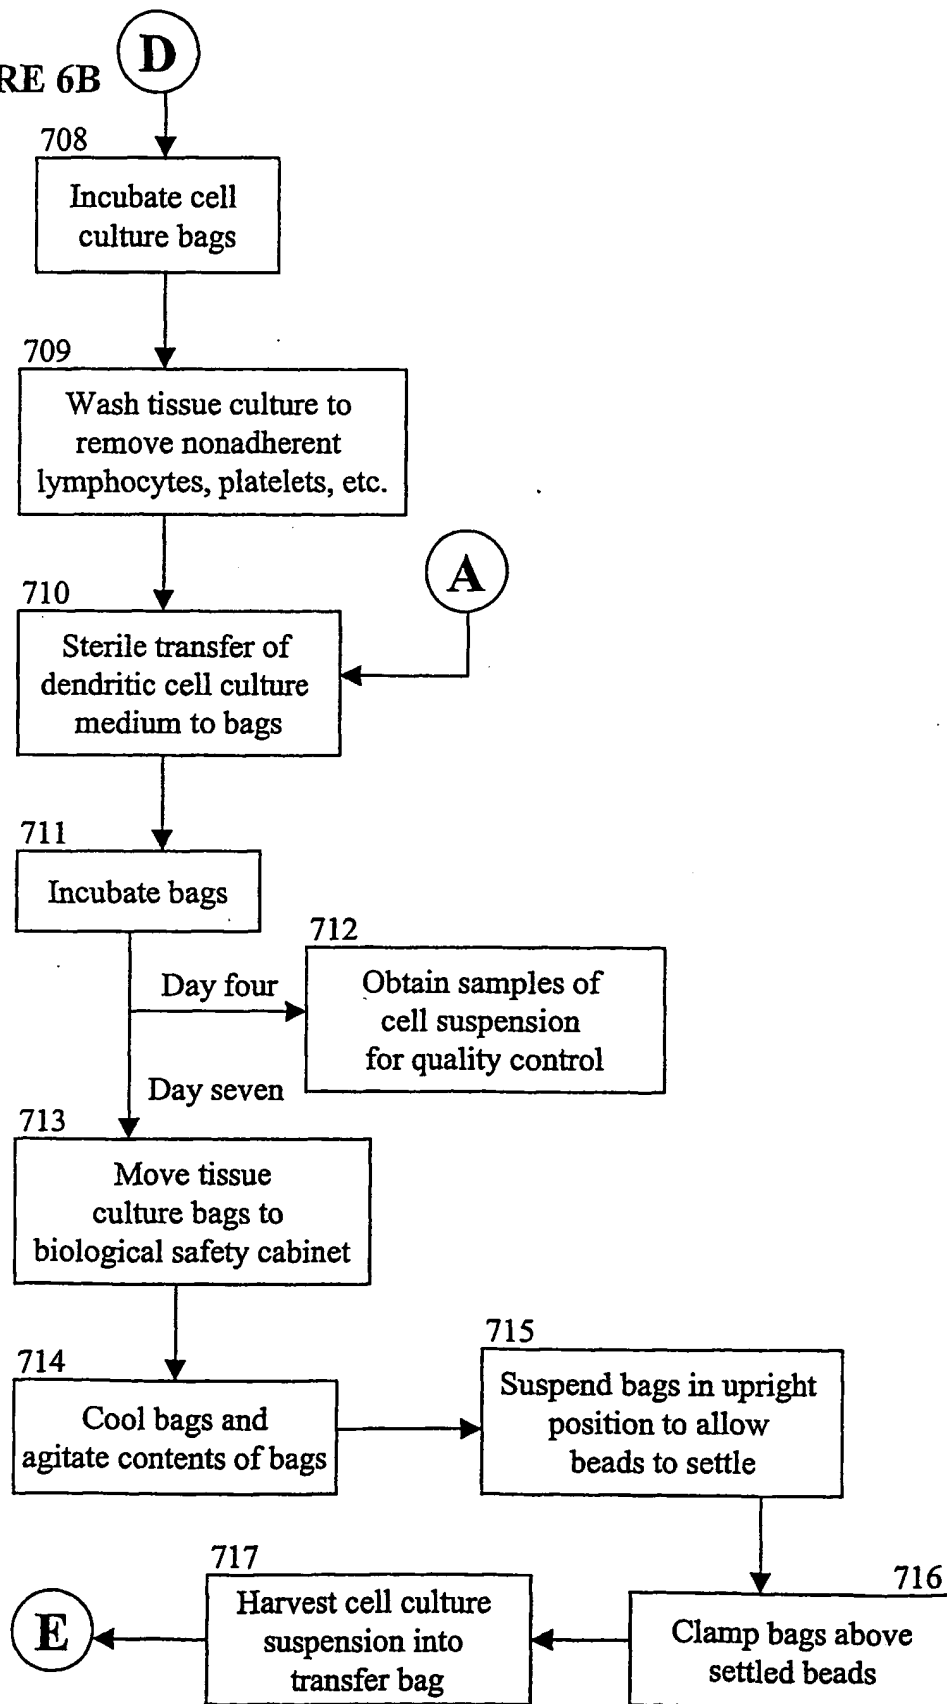 D
RE 6B
708
Incubate cell
culture bags
709
Wash tissue culture to
remove nonadherent
lymphocytes, platelets, etc.
A
710
Sterile transfer of
dendritic cell culture
medium to bags
711
Incubate bags
712
Day four
Obtain samples of
cell suspension
for quality control
Day seven
713
Move tissue
culture bags to
biological safety cabinet
714
Cool bags and
agitate contents of bags
715
Suspend bags in upright
position to allow
beads to settle
716
Clamp bags above
settled beads
717
Harvest cell culture
suspension into
transfer bag
E